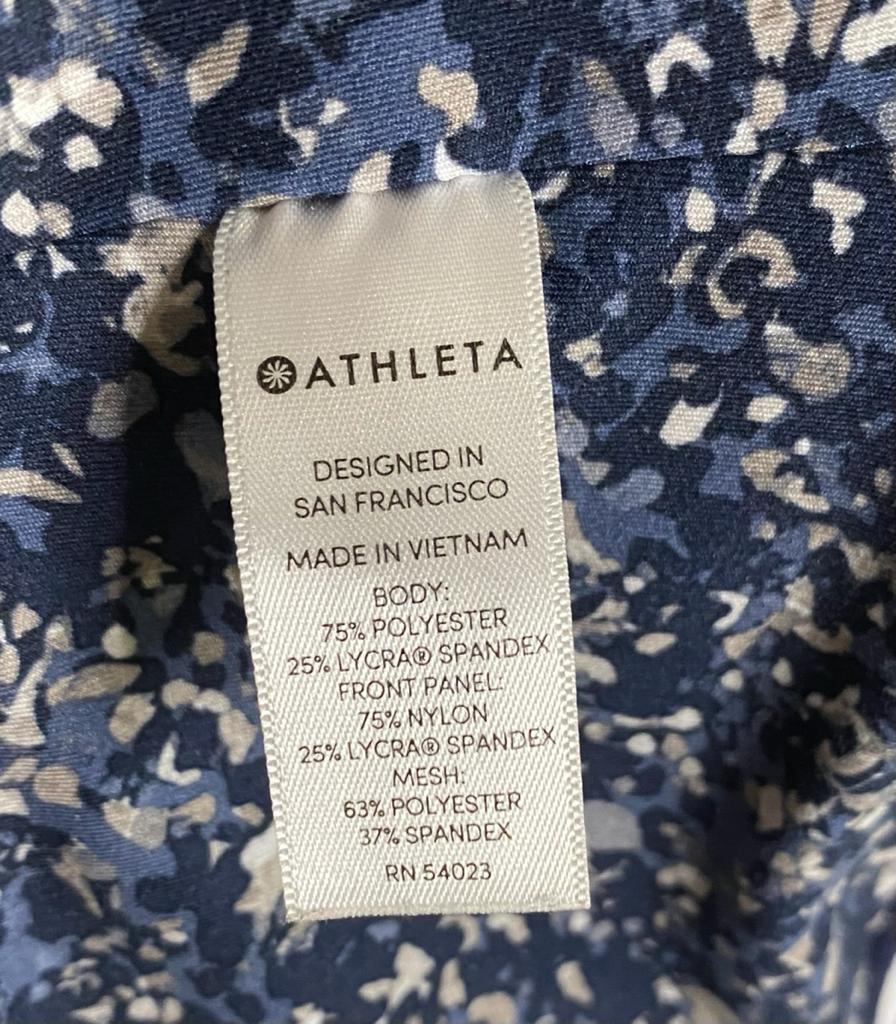 ATHLETA
DESIGNED IN
SAN FRANCISCO
MADE IN VIETNAM
BODY:
75% POLYESTER
25% LYCRA® SPANDEX
FRONT PANEL:
75% NYLON
25% LYCRA® SPANDEX
MESH:
63% POLYESTER
37% SPANDEX
RN 54023